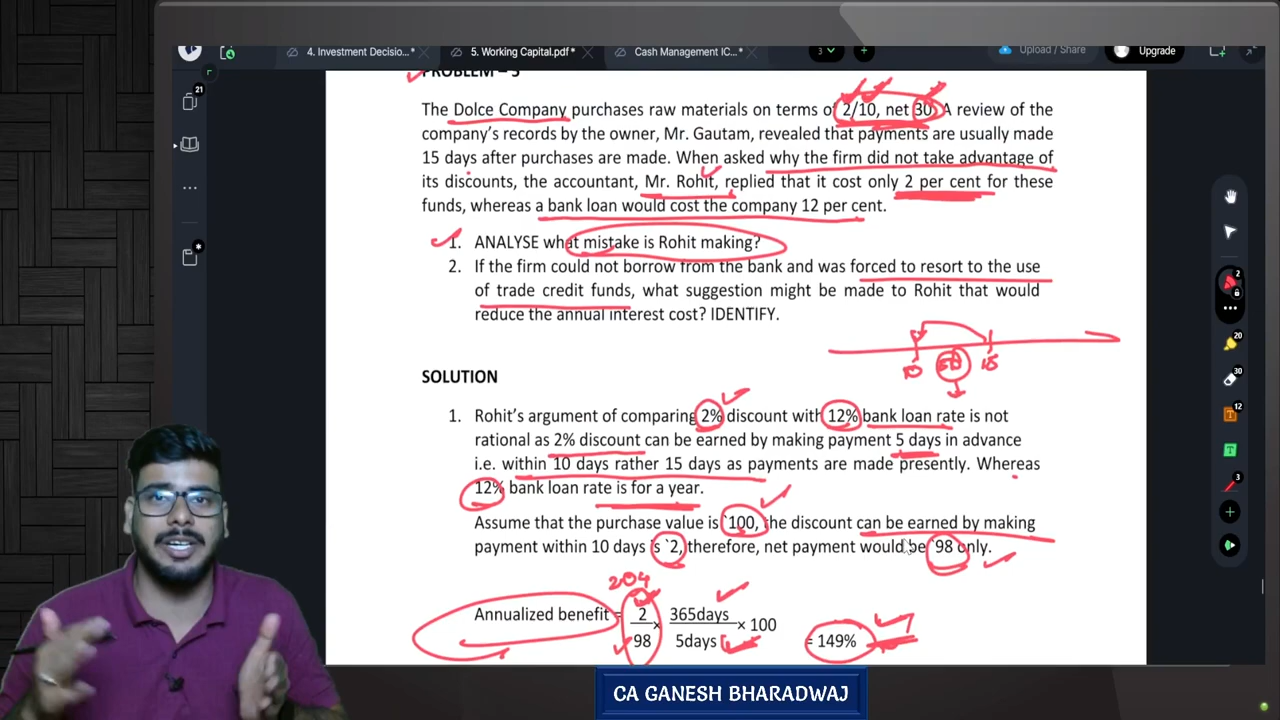 4. Investment Decisio...*
5. Working Capital.pdf*
Cash Management IC...*
3
Upload / Share
Upgrade
21
PROBLEM – 5
The Dolce Company purchases raw materials on terms of 2/10, net 30. A review of the
company's records by the owner, Mr. Gautam, revealed that payments are usually made
15 days after purchases are made. When asked why the firm did not take advantage of
its discounts, the accountant, Mr. Rohit, replied that it cost only 2 per cent for these
funds, whereas a bank loan would cost the company 12 per cent.
1. ANALYSE what mistake is Rohit making?
2. If the firm could not borrow from the bank and was forced to resort to the use
of trade credit funds, what suggestion might be made to Rohit that would
reduce the annual interest cost? IDENTIFY.
10 15
SOLUTION
1. Rohit's argument of comparing 2% discount with 12% bank loan rate is not
rational as 2% discount can be earned by making payment 5 days in advance
i.e. within 10 days rather 15 days as payments are made presently. Whereas
12% bank loan rate is for a year.
Assume that the purchase value is `100, the discount can be earned by making
payment within 10 days is `2, therefore, net payment would be `98 only.
2.04
Annualized benefit = 2/98 × 365days/5days × 100 = 149%
2
20
30
12
3
CA GANESH BHARADWAJ